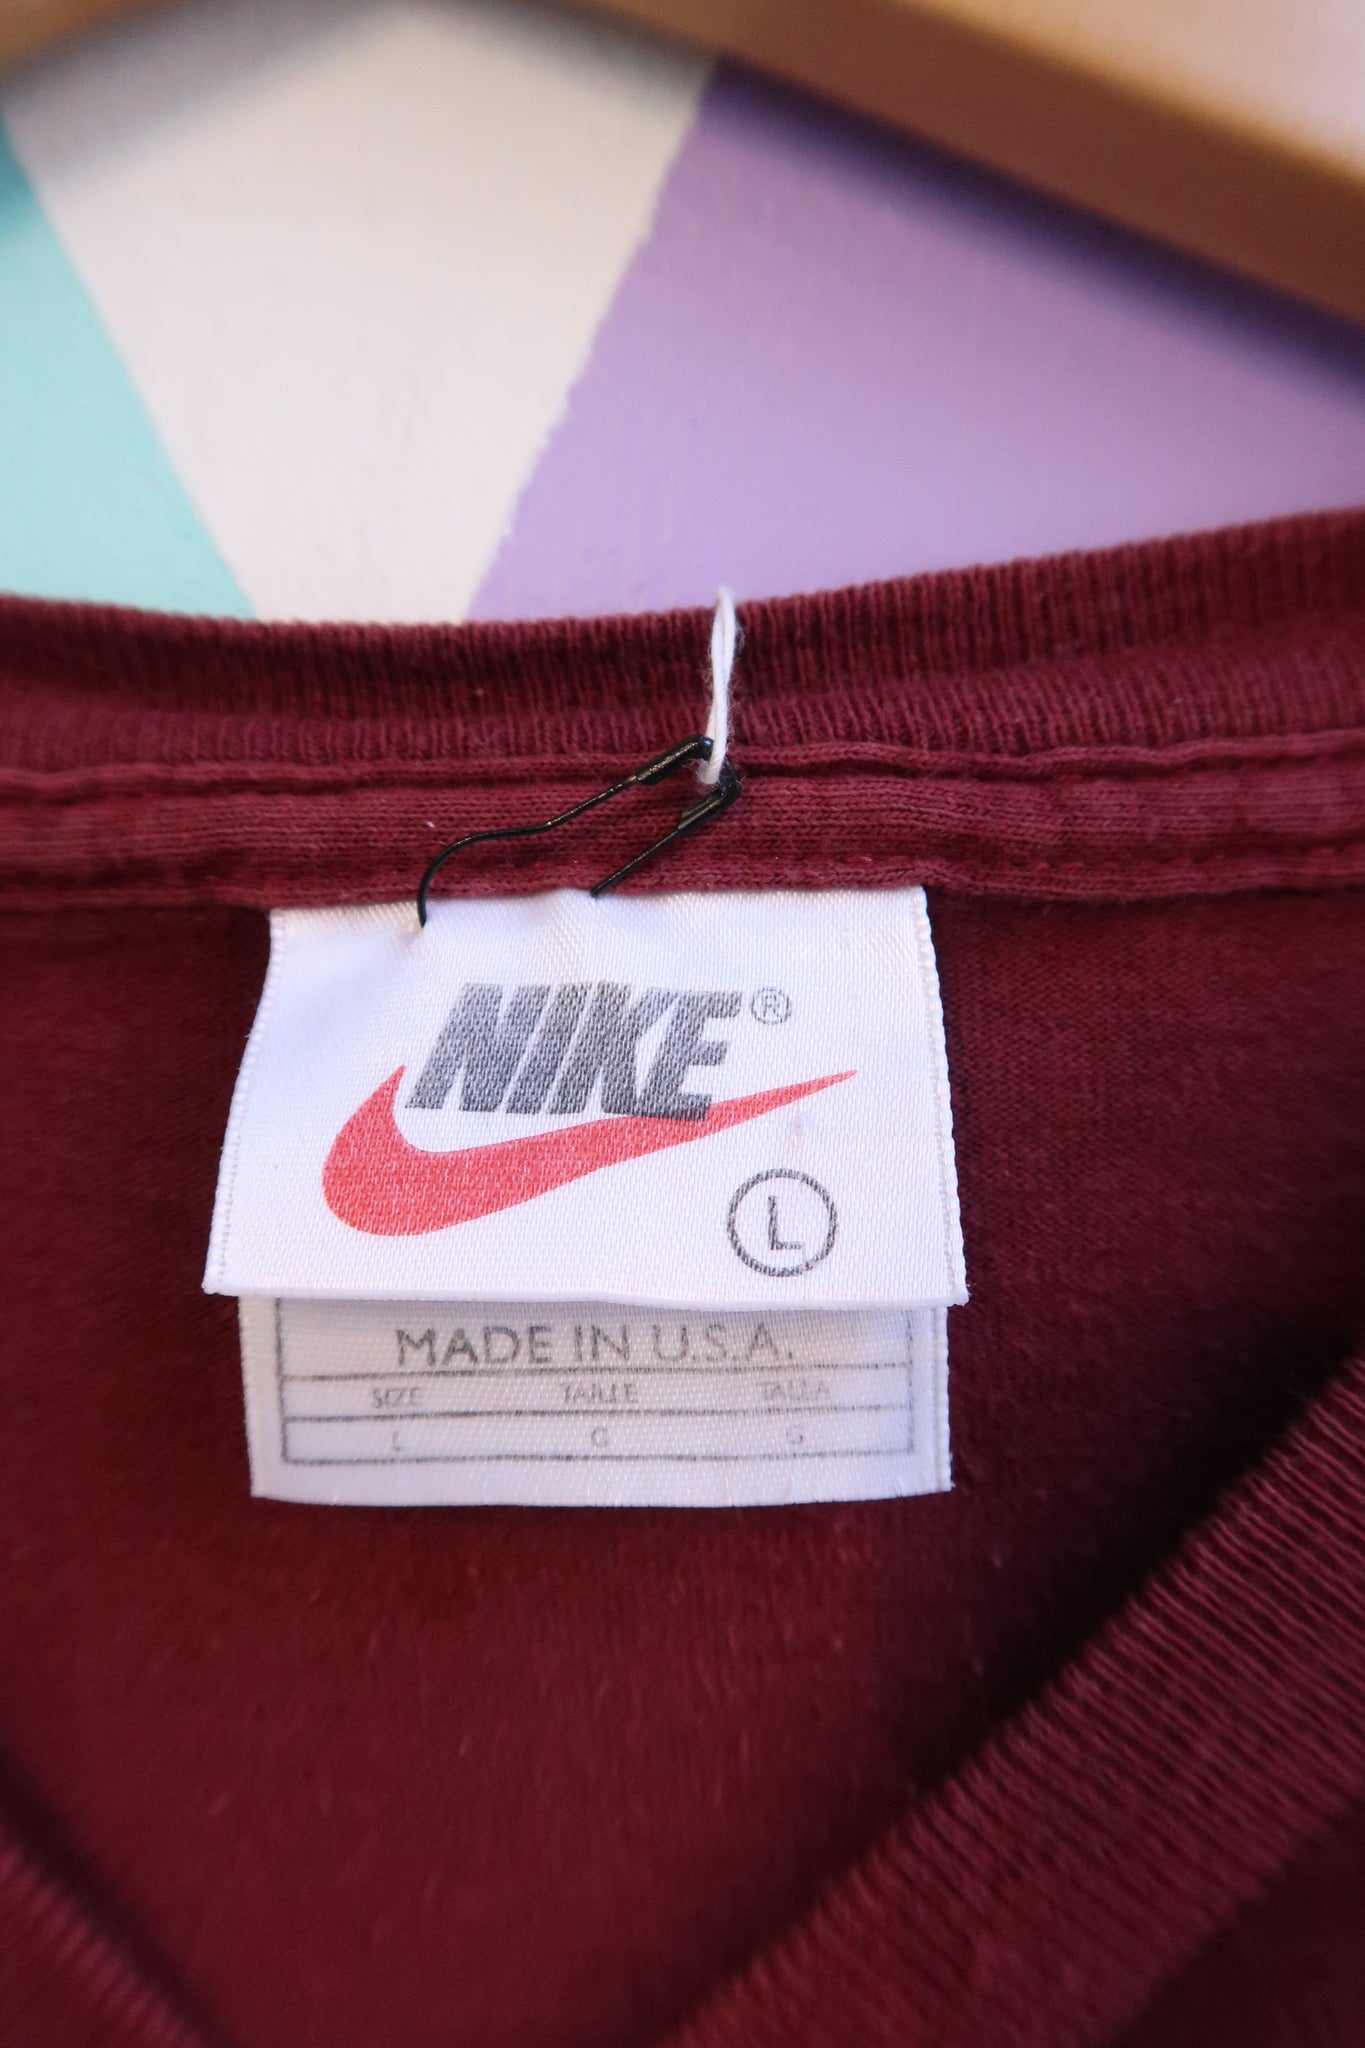 NIKE®
L
MADE IN U.S.A.
SIZE TAILLE TALLA
L G G